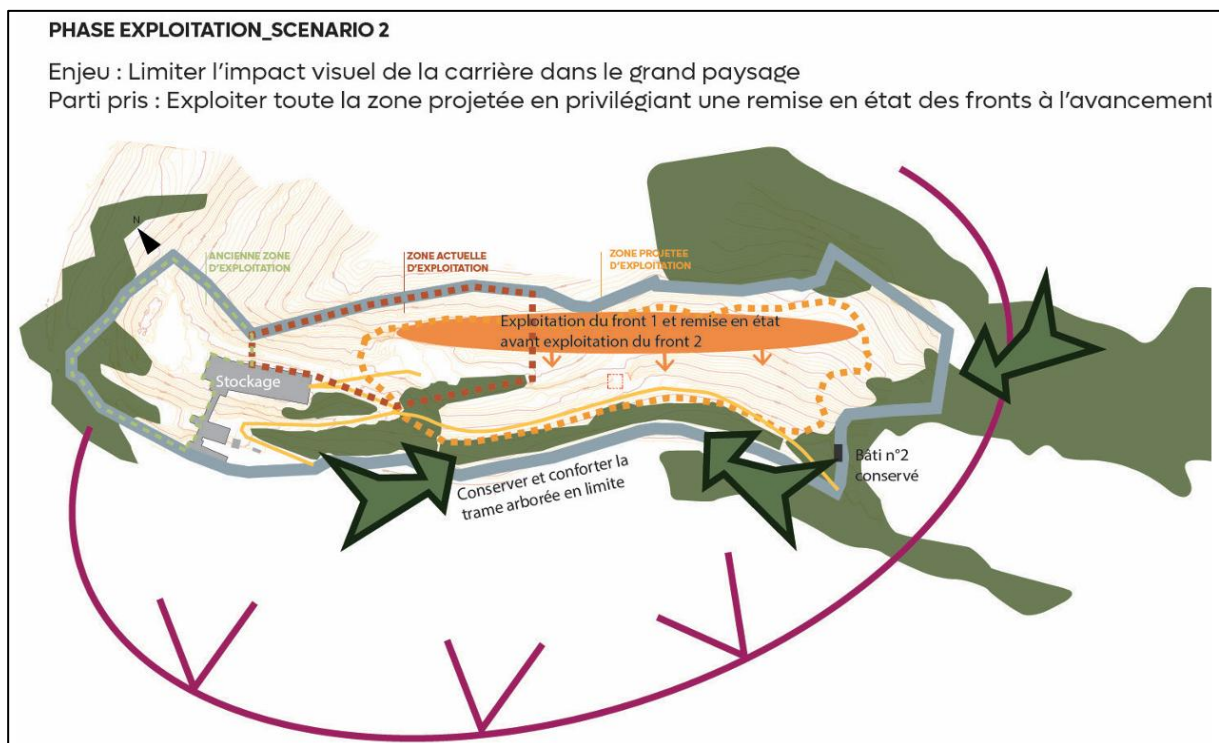 PHASE EXPLOITATION_SCENARIO 2
Enjeu : Limiter l'impact visuel de la carrière dans le grand paysage
Parti pris : Exploiter toute la zone projetée en privilégiant une remise en état des fronts à l'avancement
N
ANCIENNE ZONE
D'EXPLOITATION
ZONE ACTUELLE
D'EXPLOITATION
ZONE PROJETEE
D'EXPLOITATION
Exploitation du front 1 et remise en état
avant exploitation du front 2
Stockage
Bâti n°2
conservé
Conserver et conforter la
trame arborée en limite